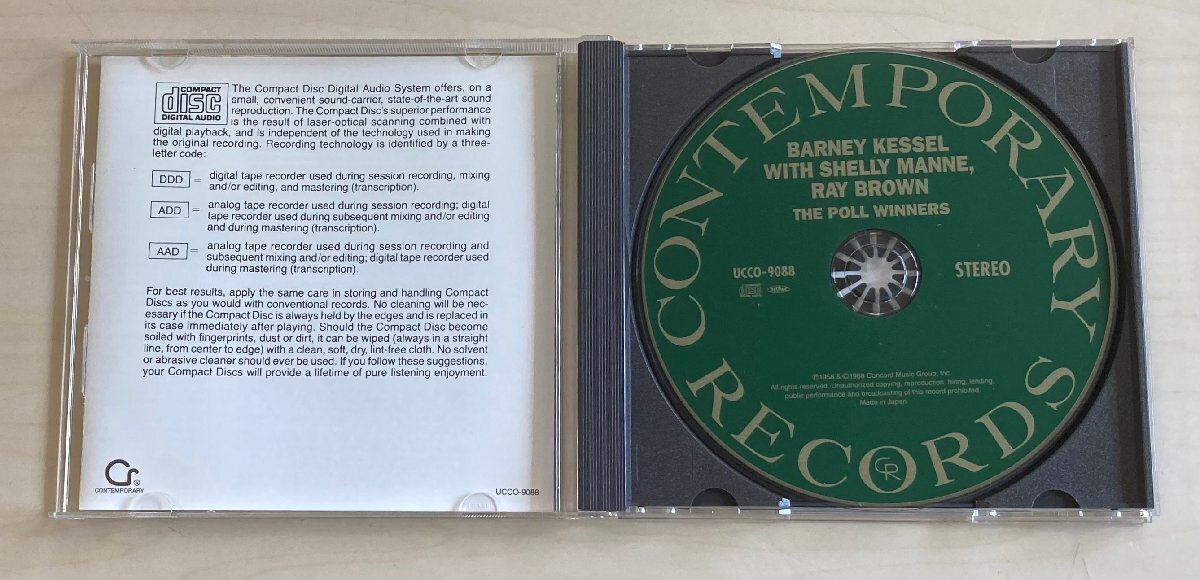 COMPACT
disc
DIGITAL AUDIO
The Compact Disc Digital Audio System offers, on a
small, convenient sound-carrier, state-of-the-art sound
reproduction. The Compact Disc's superior performance
is the result of laser-optical scanning combined with
digital playback, and is independent of the technology used in making
the original recording. Recording technology is identified by a three-
letter code:
DDD = digital tape recorder used during session recording, mixing
and/or editing, and mastering (transcription).
ADD = analog tape recorder used during session recording; digital
tape recorder used during subsequent mixing and/or editing
and during mastering (transcription).
AAD = analog tape recorder used during session recording and
subsequent mixing and/or editing; digital tape recorder used
during mastering (transcription).
For best results, apply the same care in storing and handling Compact
Discs as you would with conventional records. No cleaning will be nec-
essary if the Compact Disc is always held by the edges and is replaced in
its case immediately after playing. Should the Compact Disc become
soiled with fingerprints, dust or dirt, it can be wiped (always in a straight
line, from center to edge) with a clean, soft, dry, lint-free cloth. No solvent
or abrasive cleaner should ever be used. If you follow these suggestions,
your Compact Discs will provide a lifetime of pure listening enjoyment.
Cr
CONTEMPORARY
UCCO-9088
CONTEMPORARY
RECORDS
BARNEY KESSEL
WITH SHELLY MANNE,
RAY BROWN
THE POLL WINNERS
UCCO-9088
STEREO
disc
℗1958 & ©1988 Concord Music Group, Inc.
All rights reserved. Unauthorized copying, reproduction, hiring, lending,
public performance and broadcasting of this record prohibited.
Made in Japan
CR